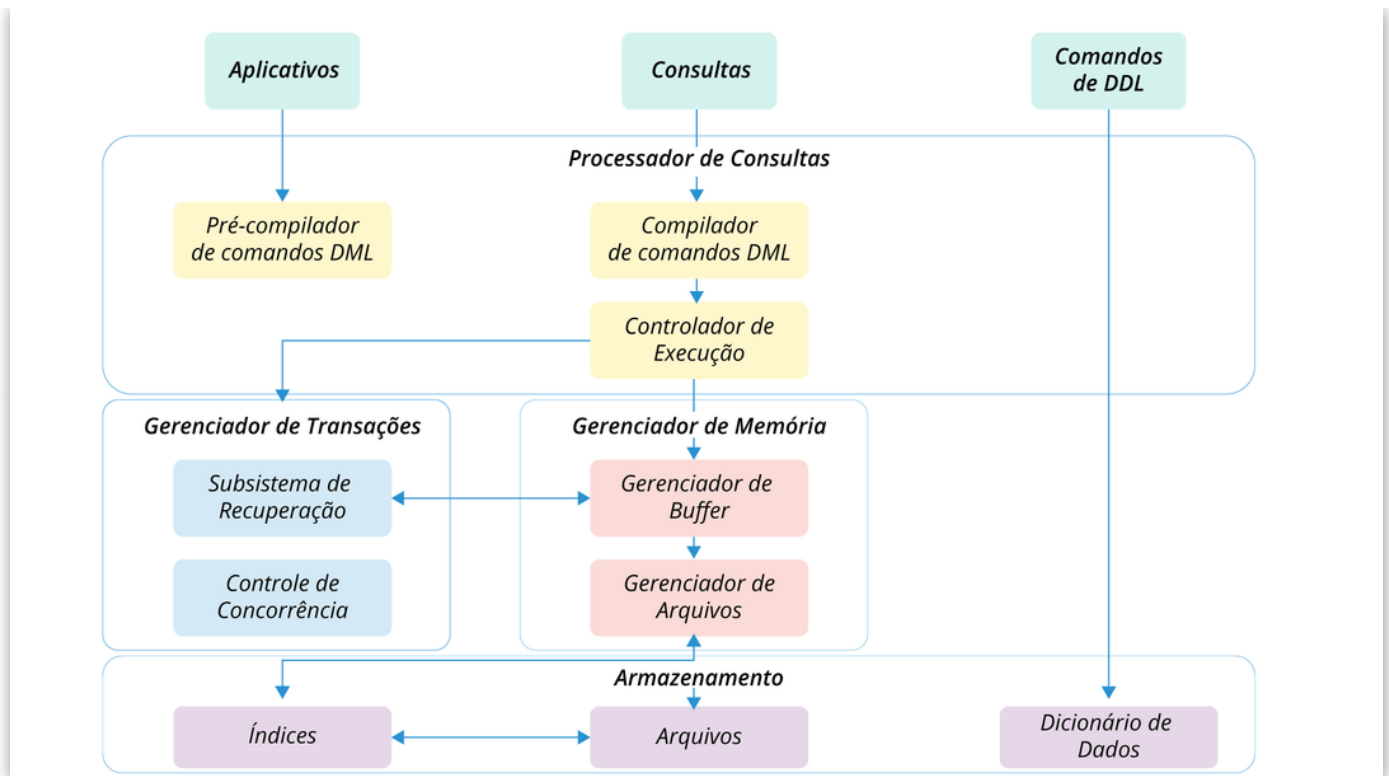 Aplicativos
Consultas
Comandos
de DDL
Processador de Consultas
Pré-compilador
de comandos DML
Compilador
de comandos DML
Controlador de
Execução
Gerenciador de Transações
Gerenciador de Memória
Subsistema de
Recuperação
Gerenciador de
Buffer
Controle de
Concorrência
Gerenciador de
Arquivos
Armazenamento
Índices
Arquivos
Dicionário de
Dados